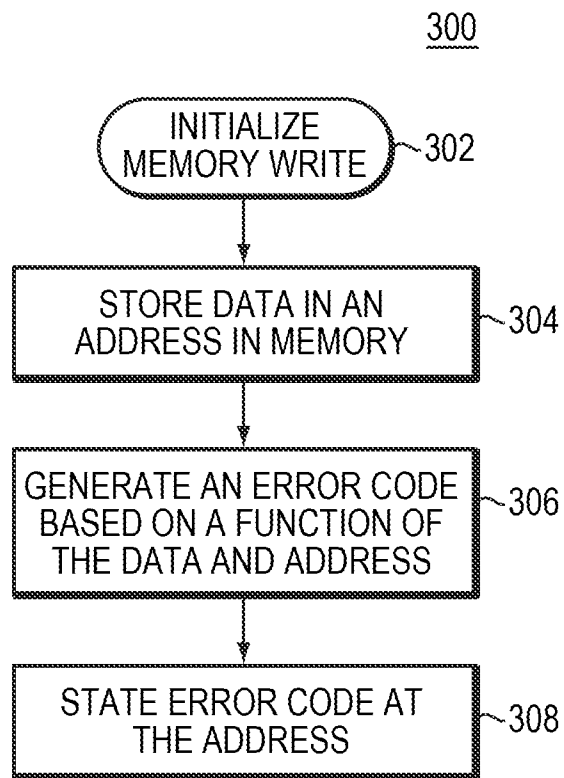 300
INITIALIZE
MEMORY WRITE
302
STORE DATA IN AN
ADDRESS IN MEMORY
304
GENERATE AN ERROR CODE
BASED ON A FUNCTION OF
THE DATA AND ADDRESS
306
STATE ERROR CODE AT
THE ADDRESS
308